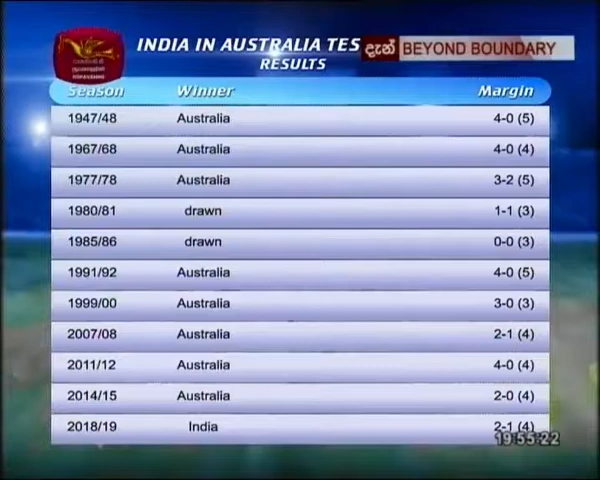 INDIA IN AUSTRALIA TES
දැන් BEYOND BOUNDARY
RESULTS
Season Winner Margin
1947/48 Australia 4-0 (5)
1967/68 Australia 4-0 (4)
1977/78 Australia 3-2 (5)
1980/81 drawn 1-1 (3)
1985/86 drawn 0-0 (3)
1991/92 Australia 4-0 (5)
1999/00 Australia 3-0 (3)
2007/08 Australia 2-1 (4)
2011/12 Australia 4-0 (4)
2014/15 Australia 2-0 (4)
2018/19 India 2-1 (4)
19:55:22